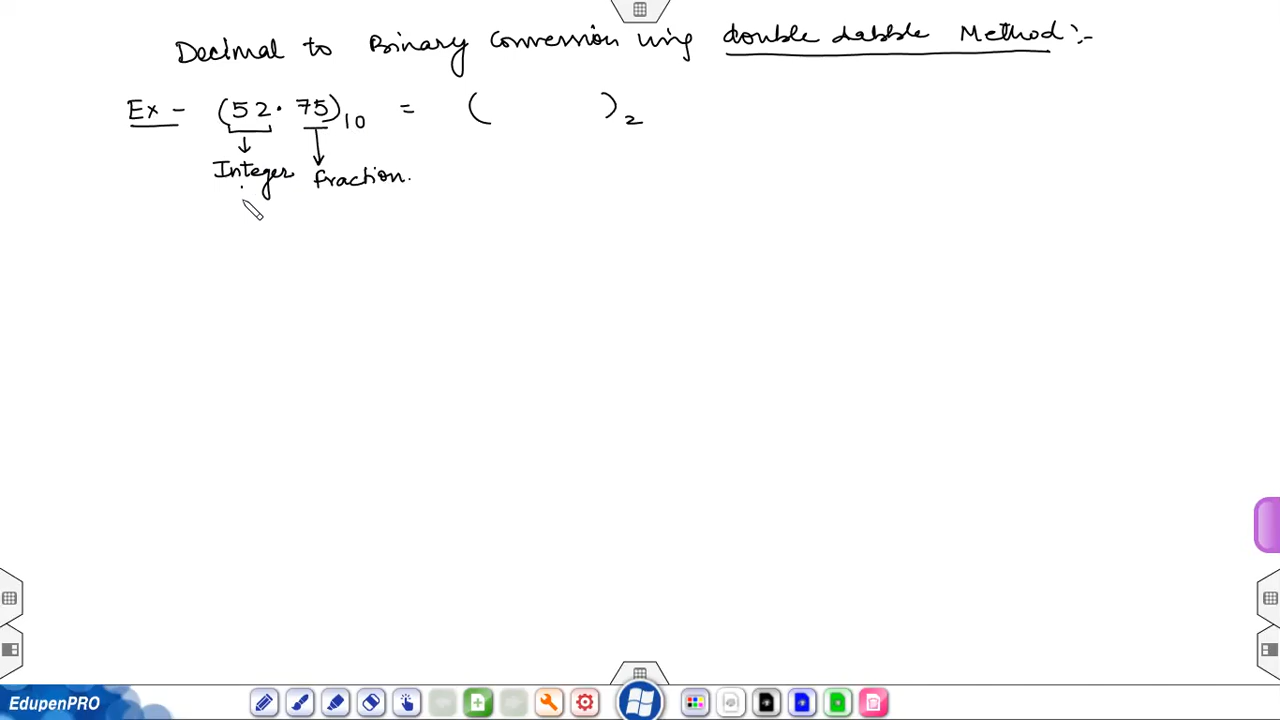 Decimal to Binary Conversion using double dabble Method :-
Ex - (52.75)10 = ( )2
Integer fraction.
EdupenPRO